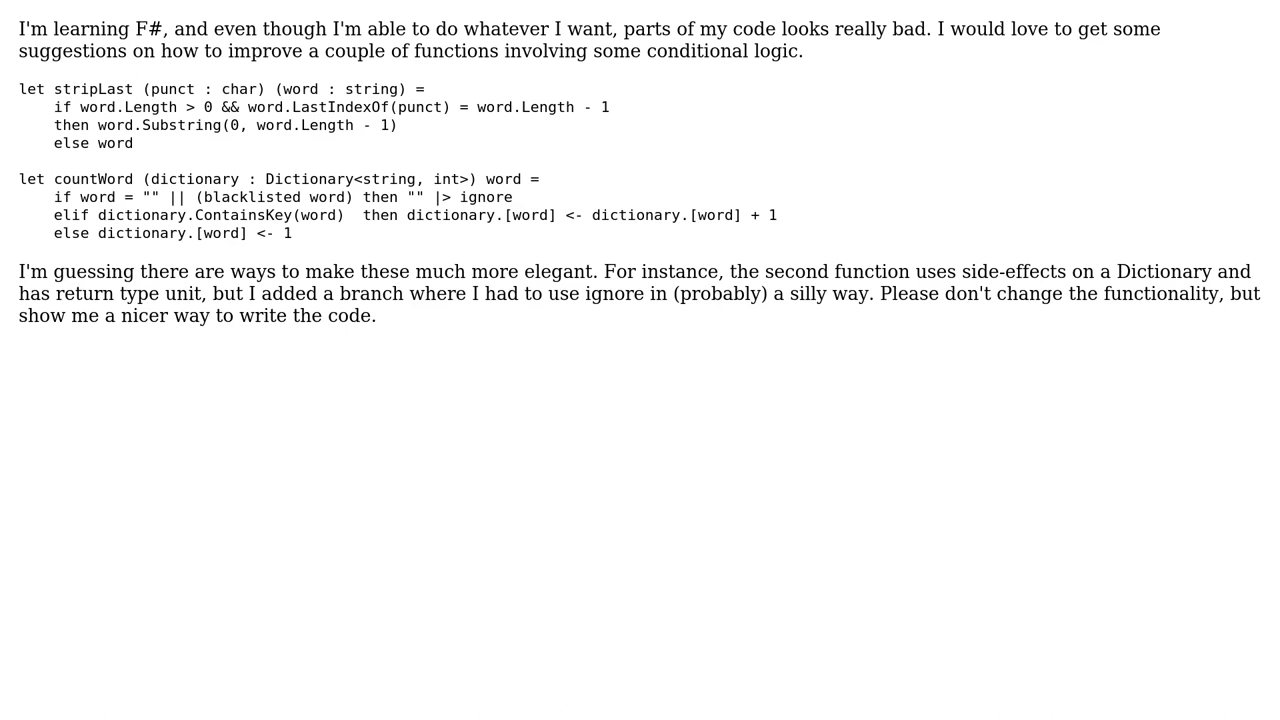 I'm learning F#, and even though I'm able to do whatever I want, parts of my code looks really bad. I would love to get some
suggestions on how to improve a couple of functions involving some conditional logic.
let stripLast (punct : char) (word : string) =
    if word.Length > 0 && word.LastIndexOf(punct) = word.Length - 1
    then word.Substring(0, word.Length - 1)
    else word
let countWord (dictionary : Dictionary<string, int>) word =
    if word = "" || (blacklisted word) then "" |> ignore
    elif dictionary.ContainsKey(word)  then dictionary.[word] <- dictionary.[word] + 1
    else dictionary.[word] <- 1
I'm guessing there are ways to make these much more elegant. For instance, the second function uses side-effects on a Dictionary and
has return type unit, but I added a branch where I had to use ignore in (probably) a silly way. Please don't change the functionality, but
show me a nicer way to write the code.